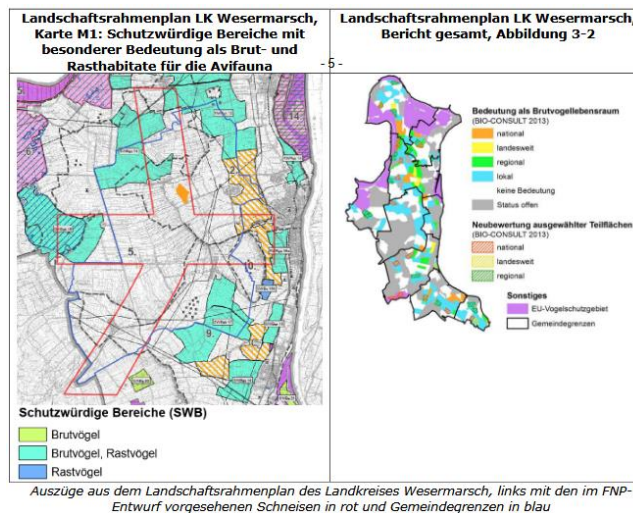 Landschaftsrahmenplan LK Wesermarsch,
Karte M1: Schutzwürdige Bereiche mit
besonderer Bedeutung als Brut- und
Rasthabitate für die Avifauna
Landschaftsrahmenplan LK Wesermarsch,
Bericht gesamt, Abbildung 3-2
- 5 -
14.
5.
10.
9.
Schutzwürdige Bereiche (SWB)
Brutvögel
Brutvögel, Rastvögel
Rastvögel
Bedeutung als Brutvogellebensraum
(BIO-CONSULT 2013)
national
landesweit
regional
lokal
keine Bedeutung
Status offen
Neubewertung ausgewählter Teilflächen
(BIO-CONSULT 2013)
national
landesweit
regional
Sonstiges
EU-Vogelschutzgebiet
Gemeindegrenzen
Auszüge aus dem Landschaftsrahmenplan des Landkreises Wesermarsch, links mit den im FNP-
Entwurf vorgesehenen Schneisen in rot und Gemeindegrenzen in blau